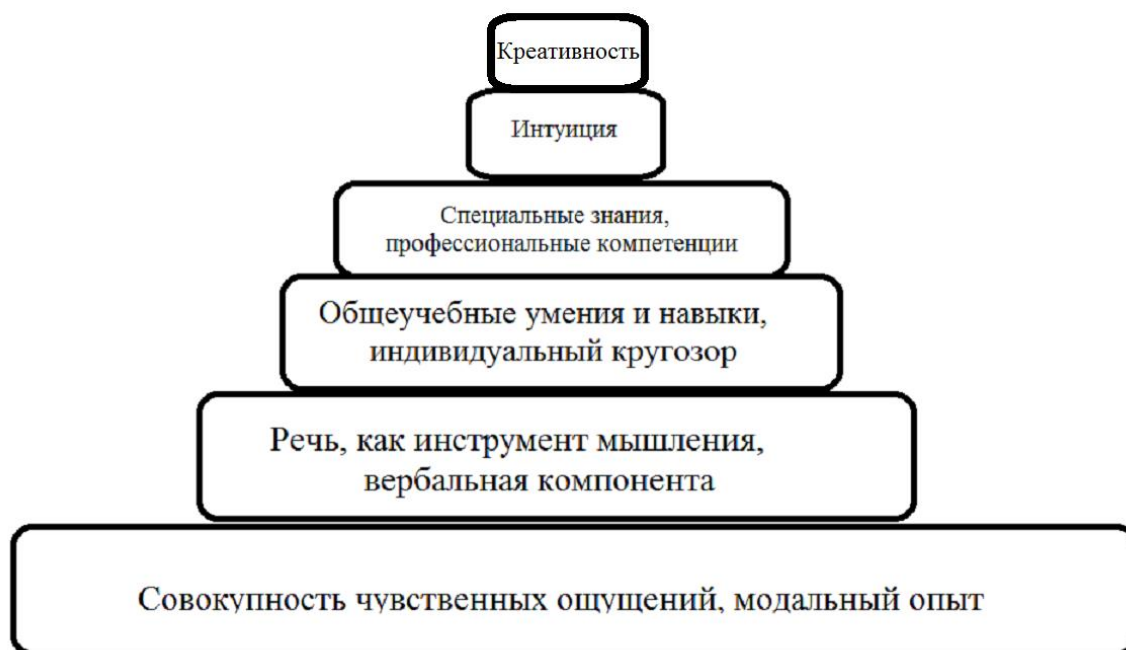 Креативность
Интуиция
Специальные знания,
профессиональные компетенции
Общеучебные умения и навыки,
индивидуальный кругозор
Речь, как инструмент мышления,
вербальная компонента
Совокупность чувственных ощущений, модальный опыт